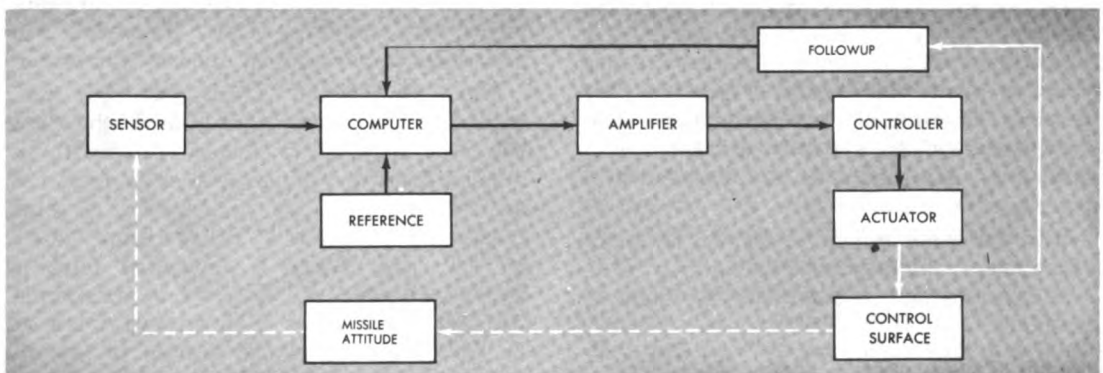 FOLLOWUP
SENSOR
COMPUTER
AMPLIFIER
CONTROLLER
REFERENCE
ACTUATOR
MISSILE
ATTITUDE
CONTROL
SURFACE